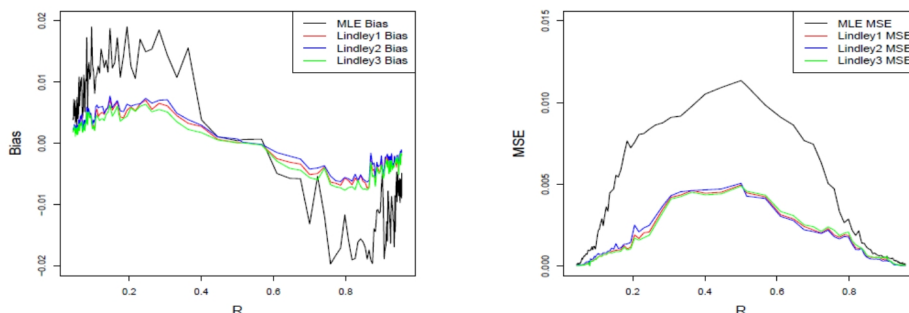 MLE Bias
Lindley1 Bias
Lindley2 Bias
Lindley3 Bias
Bias
0.02
0.01
0.00
-0.01
-0.02
0.2
0.4
0.6
0.8
R
MLE MSE
Lindley1 MSE
Lindley2 MSE
Lindley3 MSE
MSE
0.015
0.010
0.005
0.000
0.2
0.4
0.6
0.8
R